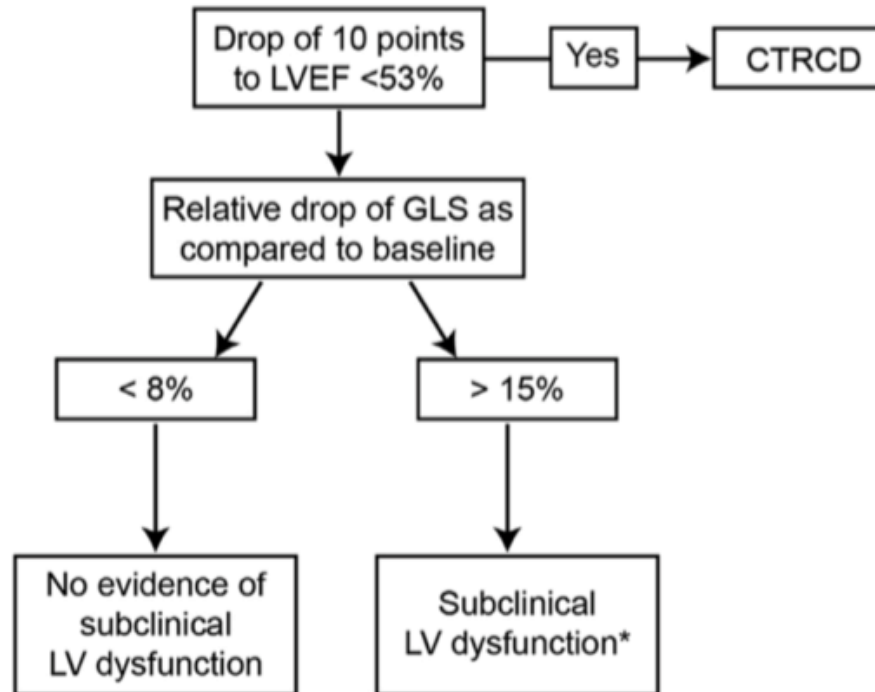 Drop of 10 points
to LVEF <53%
Yes
CTRCD
Relative drop of GLS as
compared to baseline
< 8%
> 15%
No evidence of
subclinical
LV dysfunction
Subclinical
LV dysfunction*